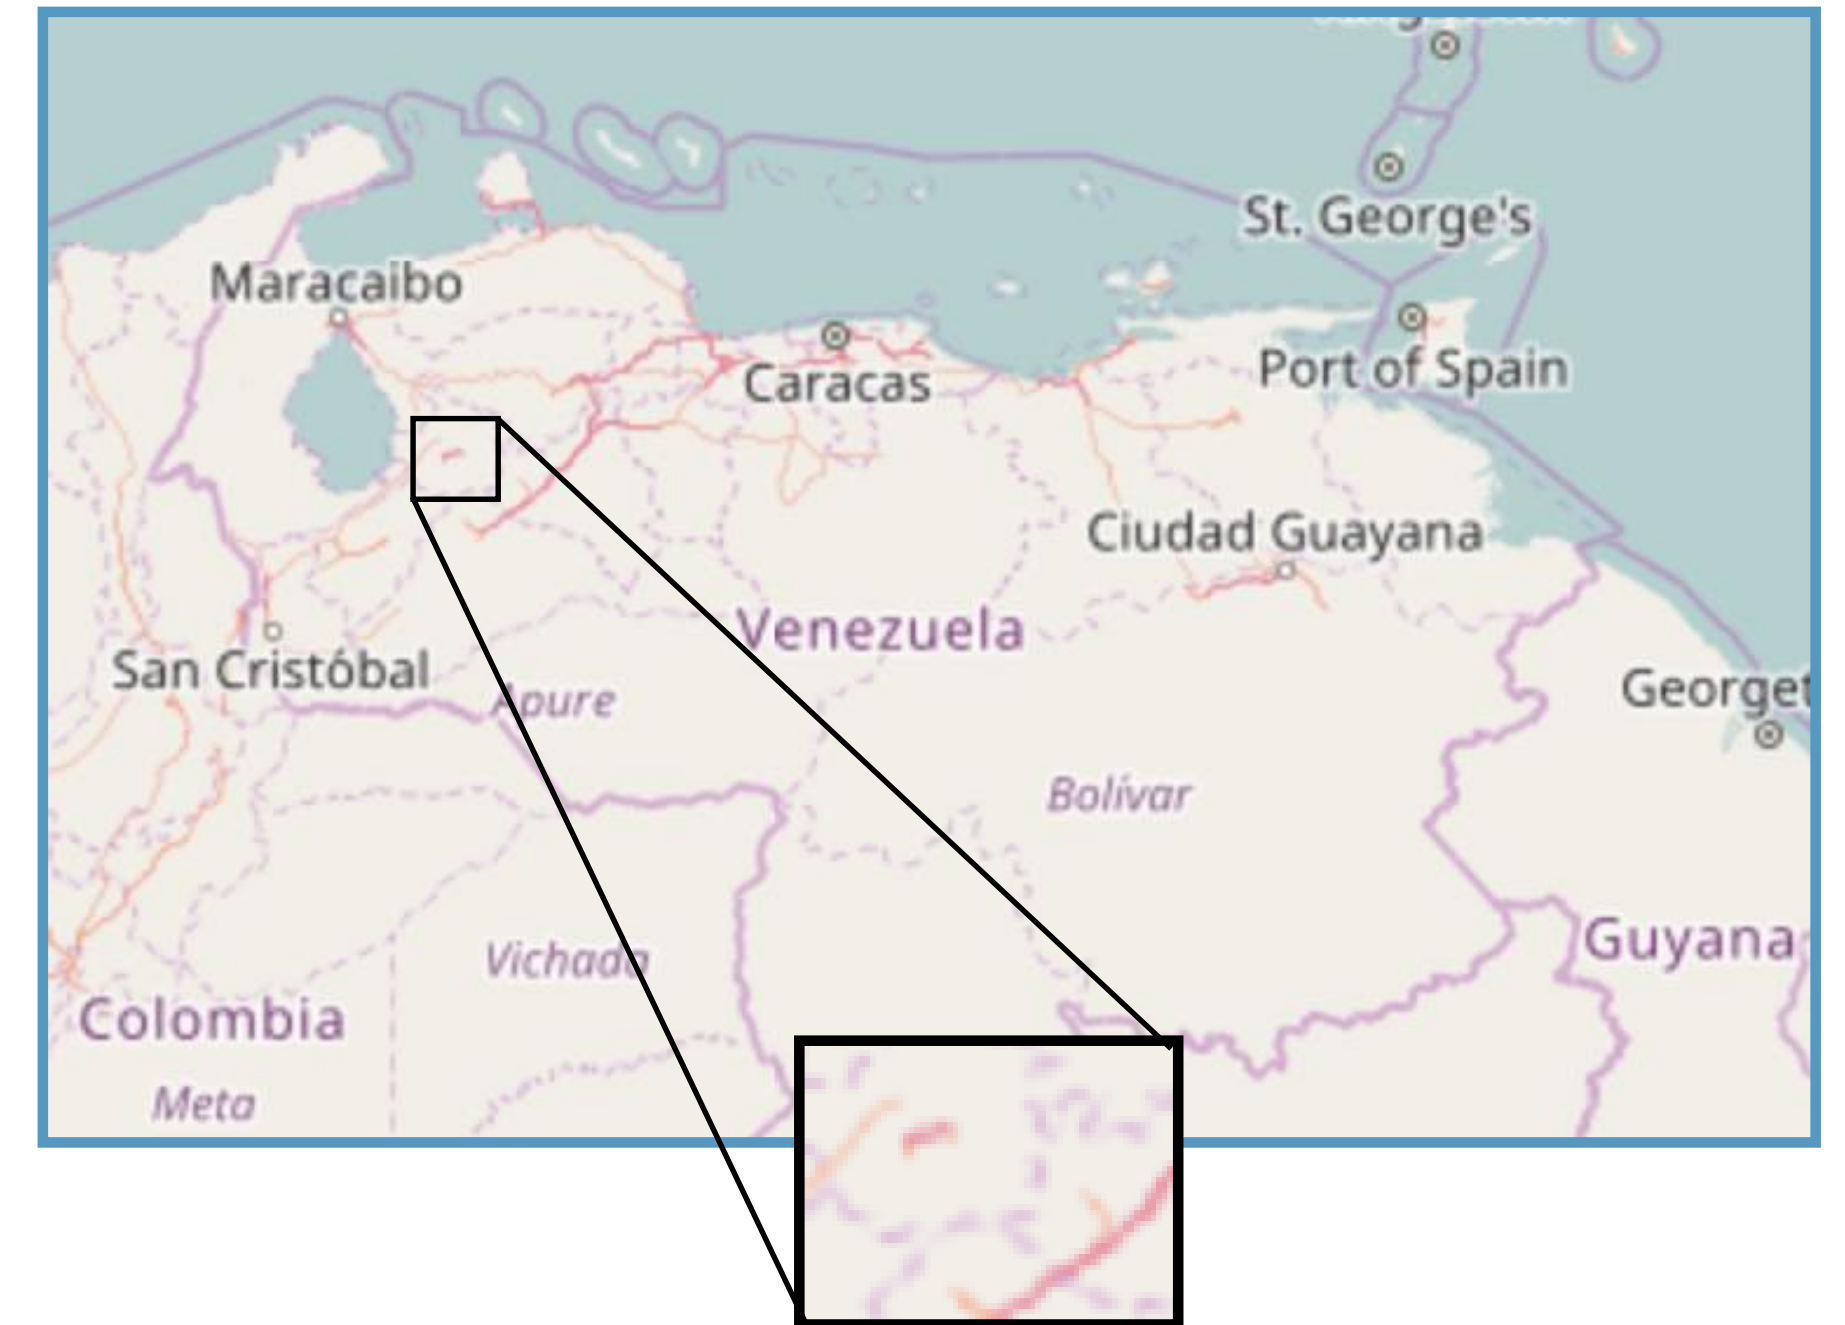 St. George's
Maracaibo
Caracas
Port of Spain
Ciudad Guayana
Venezuela
San Cristóbal
Apure
Georget
Bolívar
Guyana
Vichada
Colombia
Meta